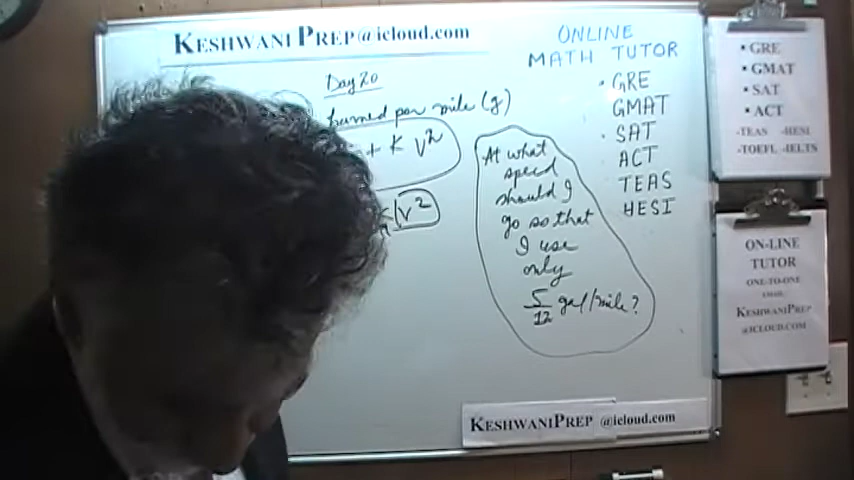 KESHWANI PREP@icloud.com
Day 20
burned per mile (g)
+ K V²
V²
At what
speed
should I
go so that
I use
only
5/12 gal/mile?
ONLINE
MATH TUTOR
• GRE
GMAT
• SAT
ACT
TEAS
HESI
• GRE
• GMAT
• SAT
• ACT
-TEAS -HESI
-TOEFL -IELTS
ON-LINE
TUTOR
ONE-TO-ONE
EMAIL
KESHWANIPREP
@ICLOUD.COM
KESHWANIPREP @icloud.com